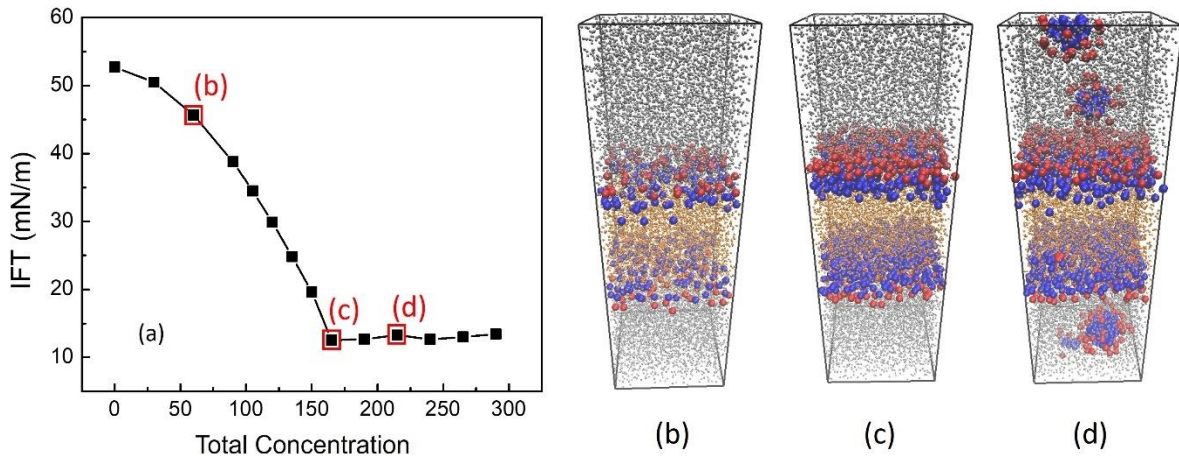 60
50
40
30
20
10
IFT (mN/m)
(b)
(c)
(d)
(a)
0 50 100 150 200 250 300
Total Concentration
(b) (c) (d)